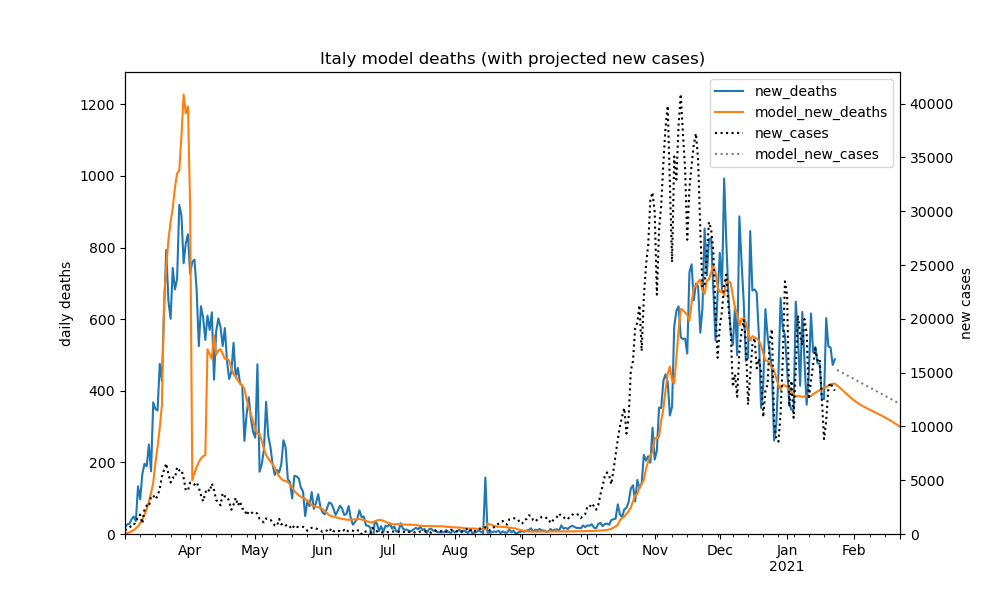 Italy model deaths (with projected new cases)
new_deaths
model_new_deaths
new_cases
model_new_cases
daily deaths
new cases
1200
1000
800
600
400
200
0
40000
35000
30000
25000
20000
15000
10000
5000
0
Apr May Jun Jul Aug Sep Oct Nov Dec Jan Feb
2021